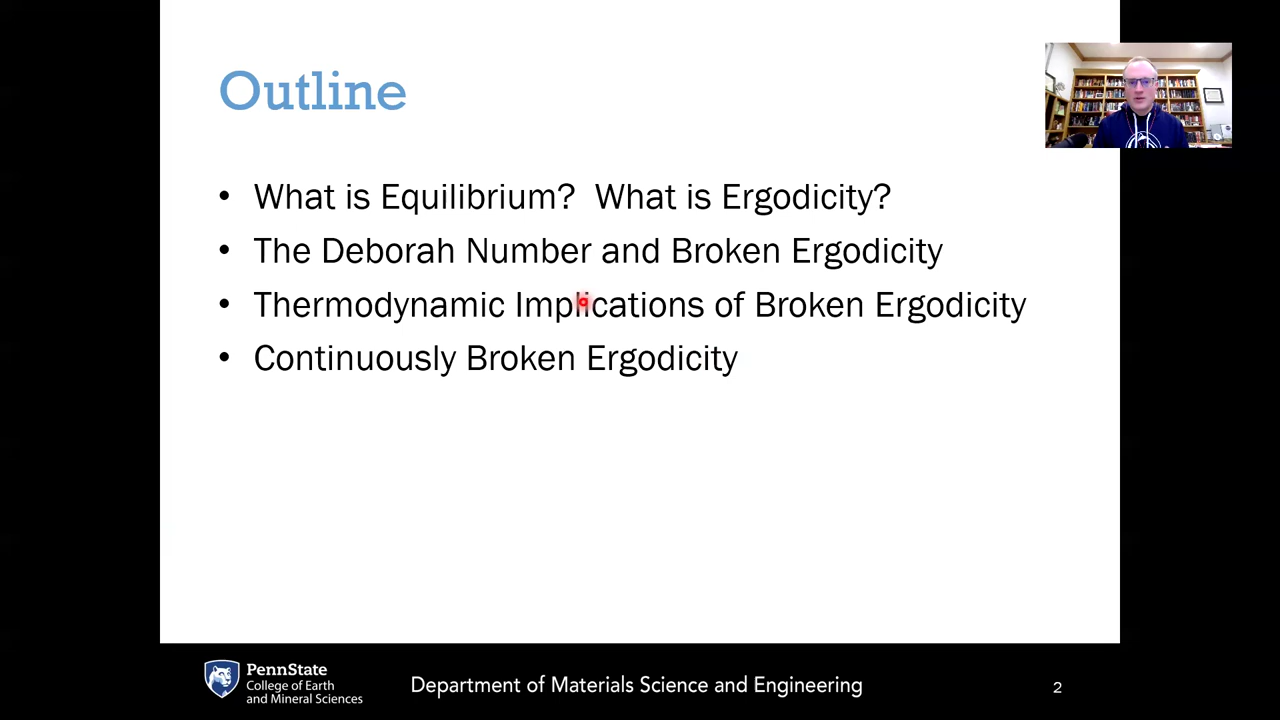 Outline
• What is Equilibrium?  What is Ergodicity?
• The Deborah Number and Broken Ergodicity
• Thermodynamic Implications of Broken Ergodicity
• Continuously Broken Ergodicity
PennState
College of Earth
and Mineral Sciences
Department of Materials Science and Engineering
2